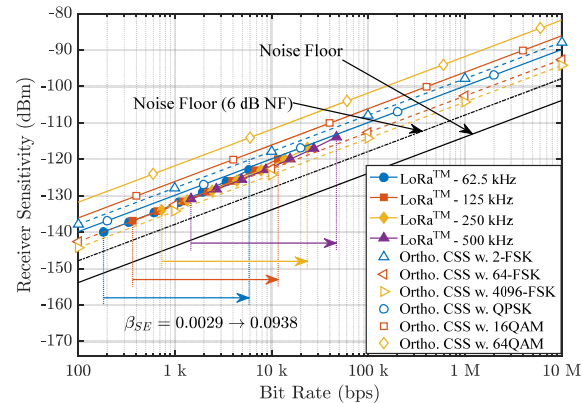 -80
-90
-100
-110
-120
-130
-140
-150
-160
-170
Receiver Sensitivity (dBm)
Noise Floor
Noise Floor (6 dB NF)
LoRa™ - 62.5 kHz
LoRa™ - 125 kHz
LoRa™ - 250 kHz
LoRa™ - 500 kHz
Ortho. CSS w. 2-FSK
Ortho. CSS w. 64-FSK
Ortho. CSS w. 4096-FSK
Ortho. CSS w. QPSK
Ortho. CSS w. 16QAM
Ortho. CSS w. 64QAM
β_SE = 0.0029 → 0.0938
100 1 k 10 k 100 k 1 M 10 M
Bit Rate (bps)